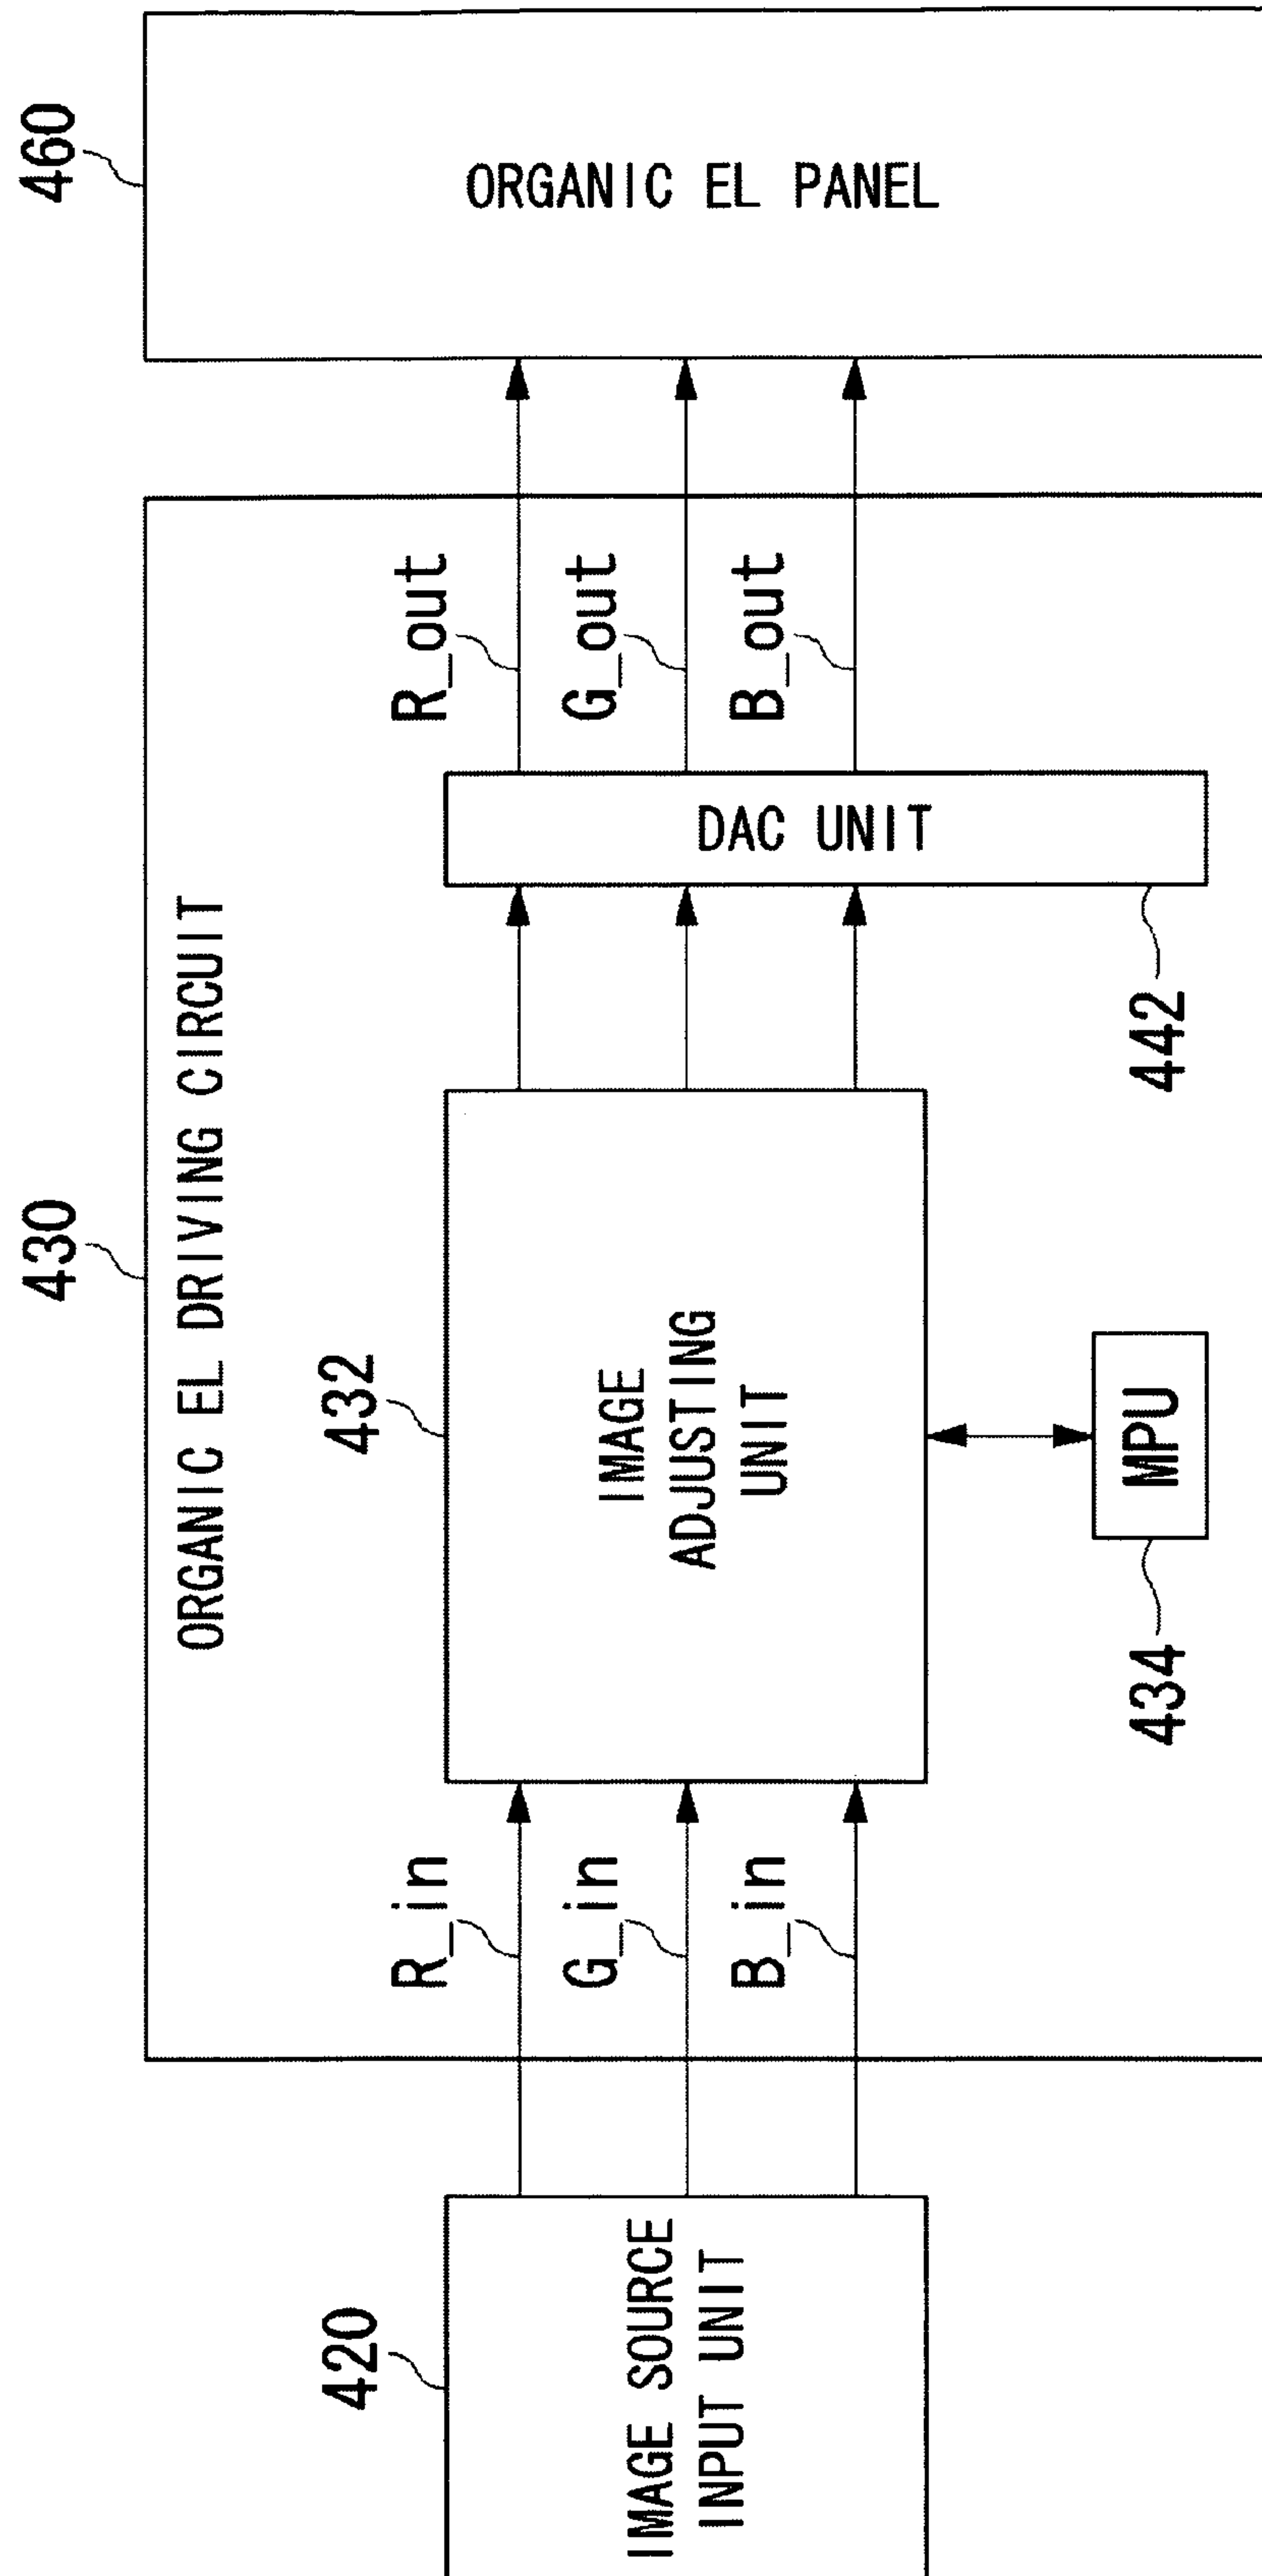 430
460
ORGANIC EL DRIVING CIRCUIT
420
432
IMAGE SOURCE
INPUT UNIT
R_in
G_in
B_in
IMAGE
ADJUSTING
UNIT
R_out
G_out
B_out
DAC UNIT
ORGANIC EL PANEL
434
MPU
442